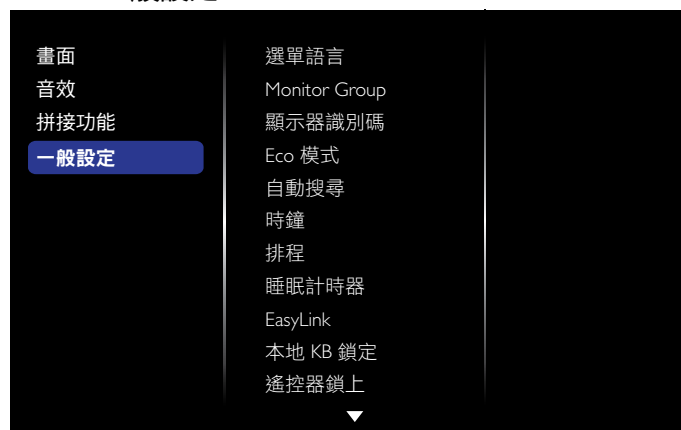 畫面
音效
拼接功能
一般設定
選單語言
Monitor Group
顯示器識別碼
Eco 模式
自動搜尋
時鐘
排程
睡眠計時器
EasyLink
本地 KB 鎖定
遙控器鎖上